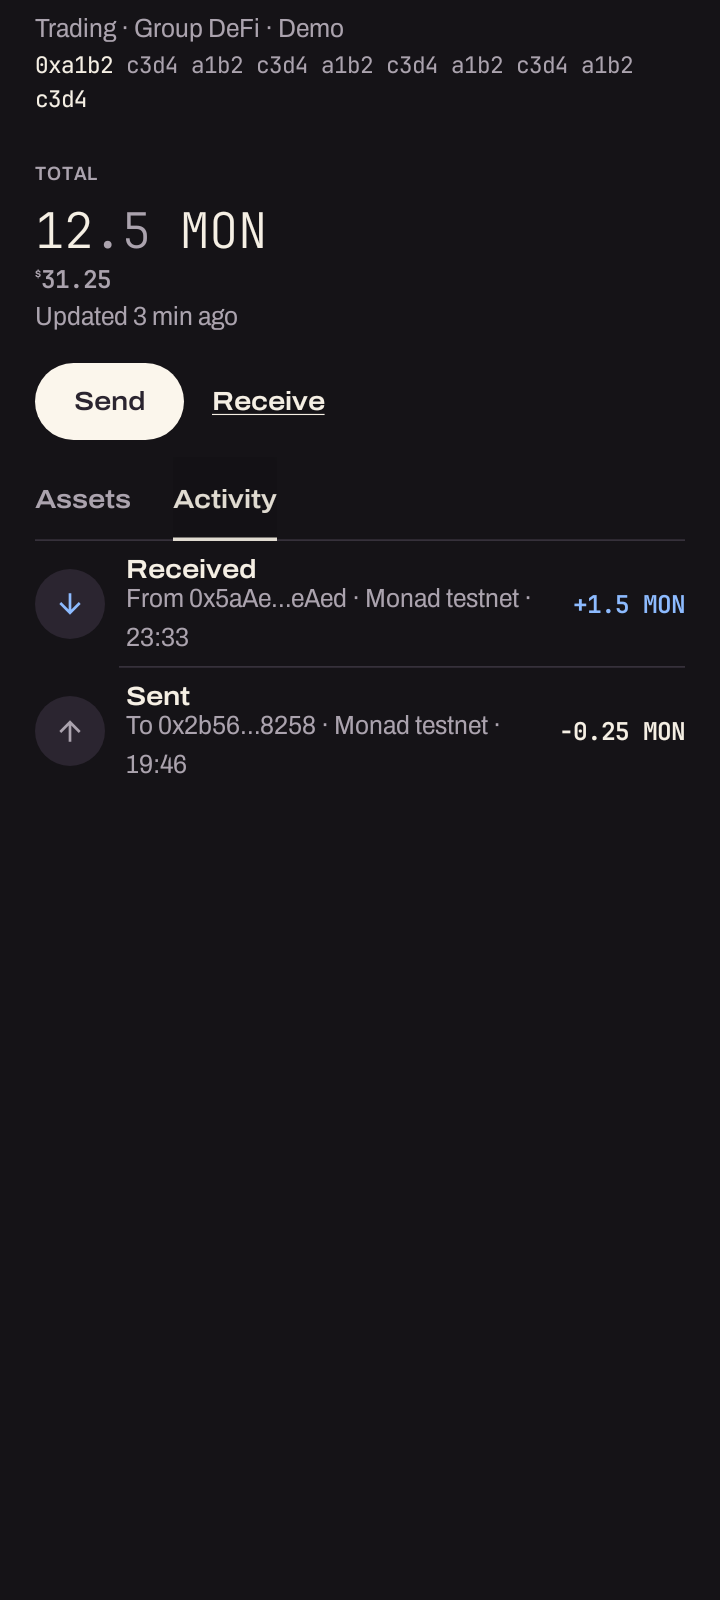 Trading · Group DeFi · Demo
0xa1b2 c3d4 a1b2 c3d4 a1b2 c3d4 a1b2 c3d4 a1b2
c3d4
TOTAL
12.5 MON
$31.25
Updated 3 min ago
Send
Receive
Assets
Activity
Received
From 0x5aAe...eAed · Monad testnet ·
23:33
+1.5 MON
Sent
To 0x2b56...8258 · Monad testnet ·
19:46
-0.25 MON